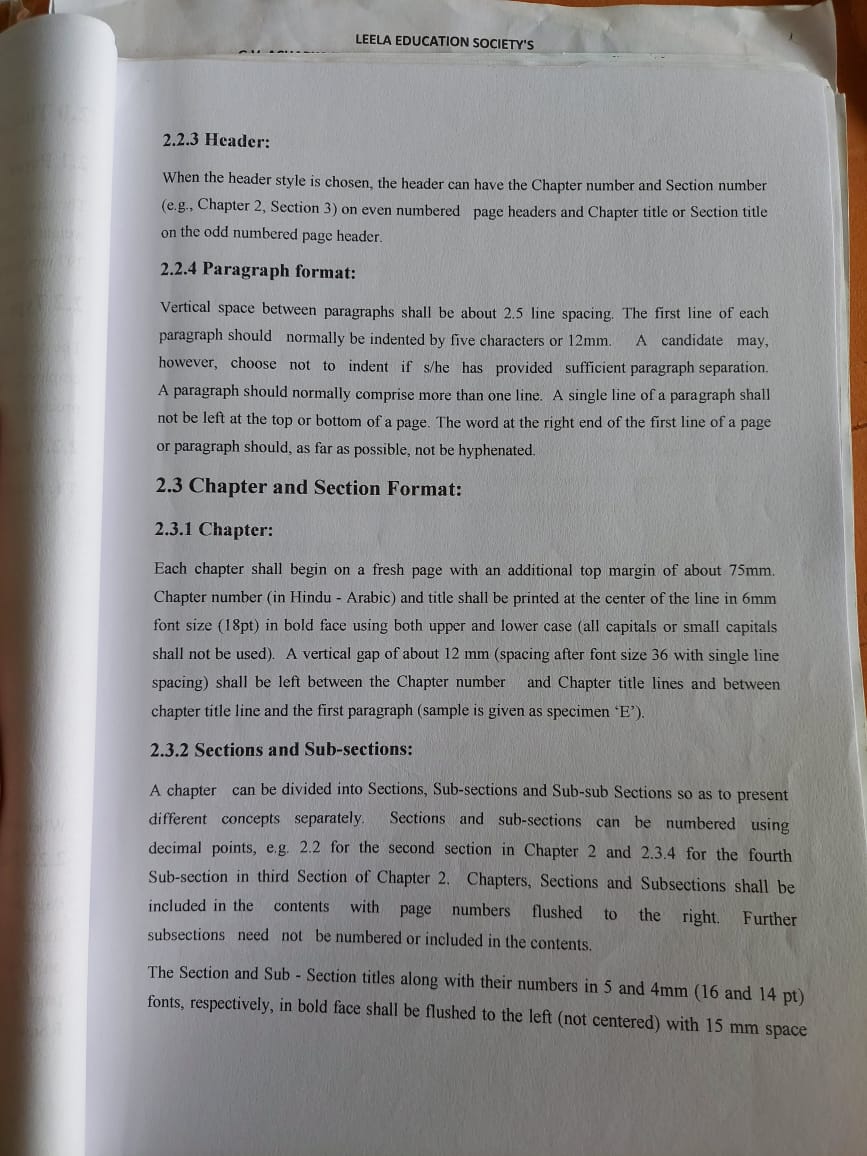 LEELA EDUCATION SOCIETY'S
2.2.3 Header:
When the header style is chosen, the header can have the Chapter number and Section number
(e.g., Chapter 2, Section 3) on even numbered page headers and Chapter title or Section title
on the odd numbered page header.
2.2.4 Paragraph format:
Vertical space between paragraphs shall be about 2.5 line spacing. The first line of each
paragraph should normally be indented by five characters or 12mm. A candidate may,
however, choose not to indent if s/he has provided sufficient paragraph separation.
A paragraph should normally comprise more than one line. A single line of a paragraph shall
not be left at the top or bottom of a page. The word at the right end of the first line of a page
or paragraph should, as far as possible, not be hyphenated.
2.3 Chapter and Section Format:
2.3.1 Chapter:
Each chapter shall begin on a fresh page with an additional top margin of about 75mm.
Chapter number (in Hindu - Arabic) and title shall be printed at the center of the line in 6mm
font size (18pt) in bold face using both upper and lower case (all capitals or small capitals
shall not be used). A vertical gap of about 12 mm (spacing after font size 36 with single line
spacing) shall be left between the Chapter number and Chapter title lines and between
chapter title line and the first paragraph (sample is given as specimen ‘E’).
2.3.2 Sections and Sub-sections:
A chapter can be divided into Sections, Sub-sections and Sub-sub Sections so as to present
different concepts separately. Sections and sub-sections can be numbered using
decimal points, e.g. 2.2 for the second section in Chapter 2 and 2.3.4 for the fourth
Sub-section in third Section of Chapter 2. Chapters, Sections and Subsections shall be
included in the contents with page numbers flushed to the right. Further
subsections need not be numbered or included in the contents.
The Section and Sub - Section titles along with their numbers in 5 and 4mm (16 and 14 pt)
fonts, respectively, in bold face shall be flushed to the left (not centered) with 15 mm space